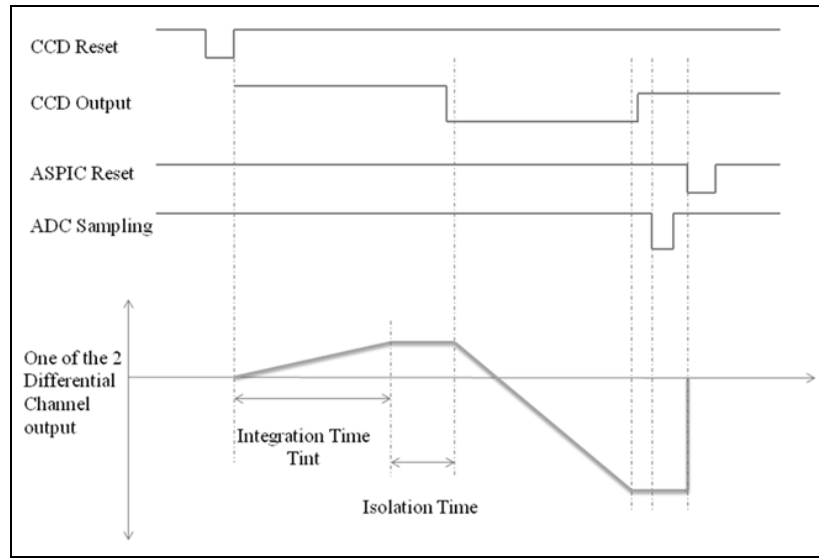 CCD Reset
CCD Output
ASPIC Reset
ADC Sampling
One of the 2
Differential
Channel
output
Integration Time
Tint
Isolation Time